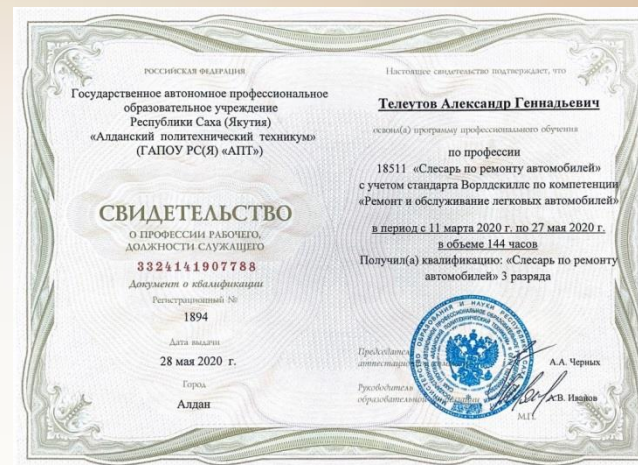 РОССИЙСКАЯ ФЕДЕРАЦИЯ
Государственное автономное профессиональное
образовательное учреждение
Республики Саха (Якутия)
«Алданский политехнический техникум»
(ГАПОУ РС(Я) «АПТ»)
СВИДЕТЕЛЬСТВО
О ПРОФЕССИИ РАБОЧЕГО,
ДОЛЖНОСТИ СЛУЖАЩЕГО
3324141907788
Документ о квалификации
Регистрационный №
1894
Дата выдачи
28 мая 2020 г.
Город
Алдан
Настоящее свидетельство подтверждает, что
Телеутов Александр Геннадьевич
освоил(а) программу профессионального обучения
по профессии
18511 «Слесарь по ремонту автомобилей»
с учетом стандарта Ворлдскиллс по компетенции
«Ремонт и обслуживание легковых автомобилей»
в период с 11 марта 2020 г. по 27 мая 2020 г.
в объеме 144 часов
Получил(а) квалификацию: «Слесарь по ремонту
автомобилей» 3 разряда
Председатель
аттестационной
А.А. Черных
Руководитель
образовательной организации
А.В. Иванов
М.П.